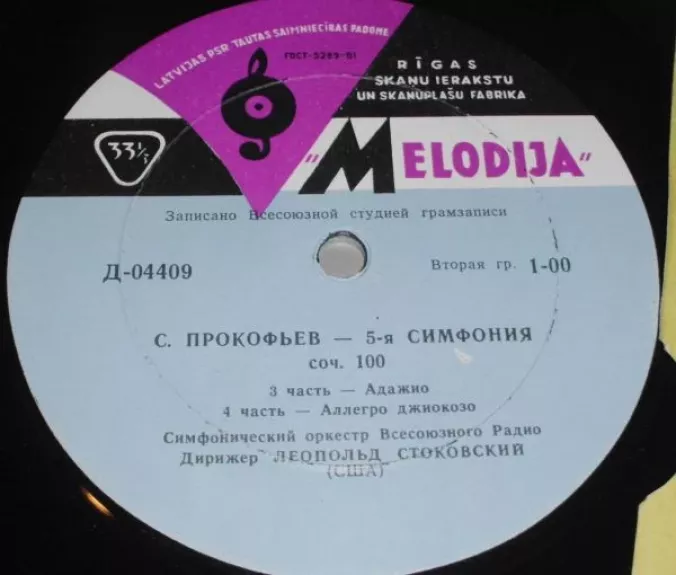 LATVIJAS PSR TAUTAS SAIMNIECĪBAS PADOME
ГОСТ-5289-61
RĪGAS
SKAŅU IERAKSTU
UN SKAŅUPLAŠU FABRIKA
33⅓
"MELODIJA"
Записано Всесоюзной студией грамзаписи
Д-04409
Вторая гр. 1-00
С. ПРОКОФЬЕВ — 5-я СИМФОНИЯ
соч. 100
3 часть — Адажио
4 часть — Аллегро джиокозо
Симфонический оркестр Всесоюзного Радио
Дирижер ЛЕОПОЛЬД СТОКОВСКИЙ
(США)